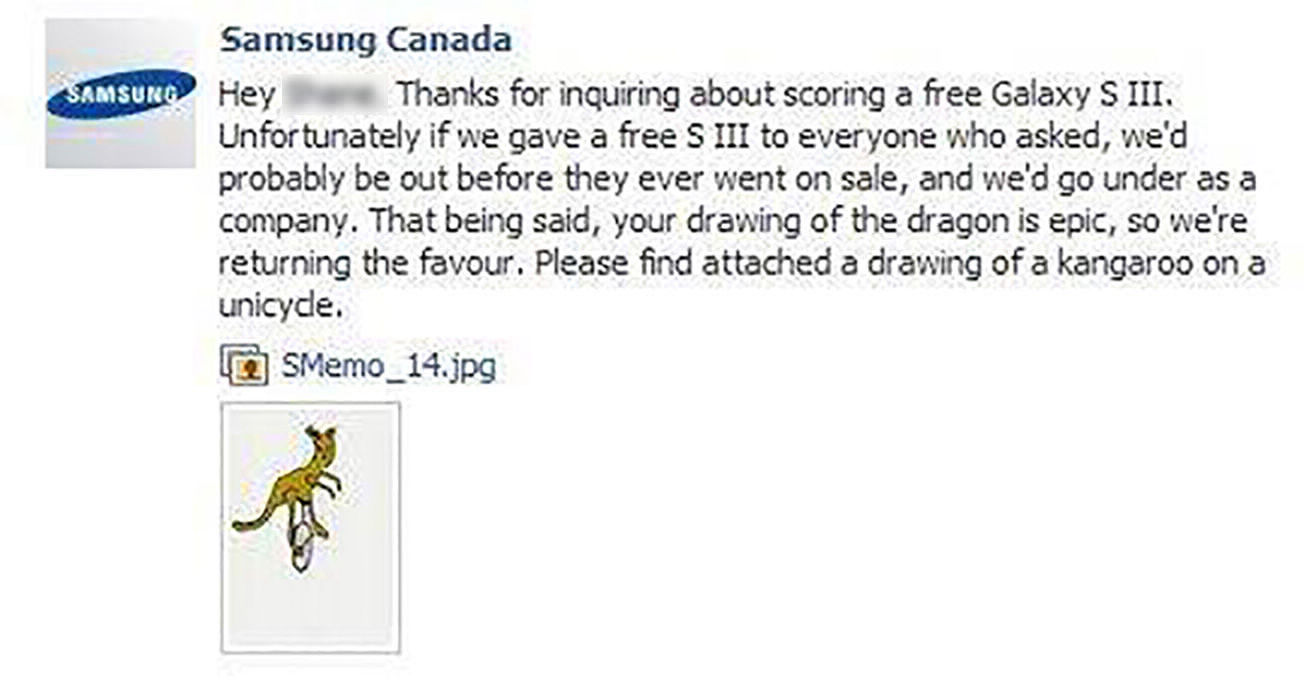 Samsung Canada
SAMSUNG
Hey Thanks for inquiring about scoring a free Galaxy S III.
Unfortunately if we gave a free S III to everyone who asked, we'd
probably be out before they ever went on sale, and we'd go under as a
company. That being said, your drawing of the dragon is epic, so we're
returning the favour. Please find attached a drawing of a kangaroo on a
unicycle.
SMemo_14.jpg